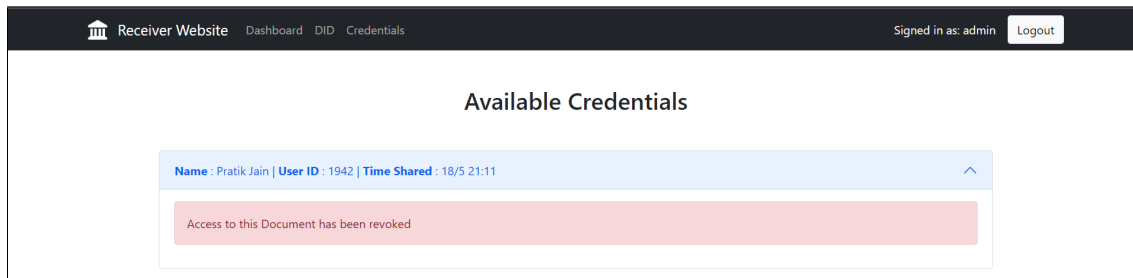 Receiver Website Dashboard DID Credentials Signed in as: admin Logout
Available Credentials
Name : Pratik Jain | User ID : 1942 | Time Shared : 18/5 21:11
Access to this Document has been revoked